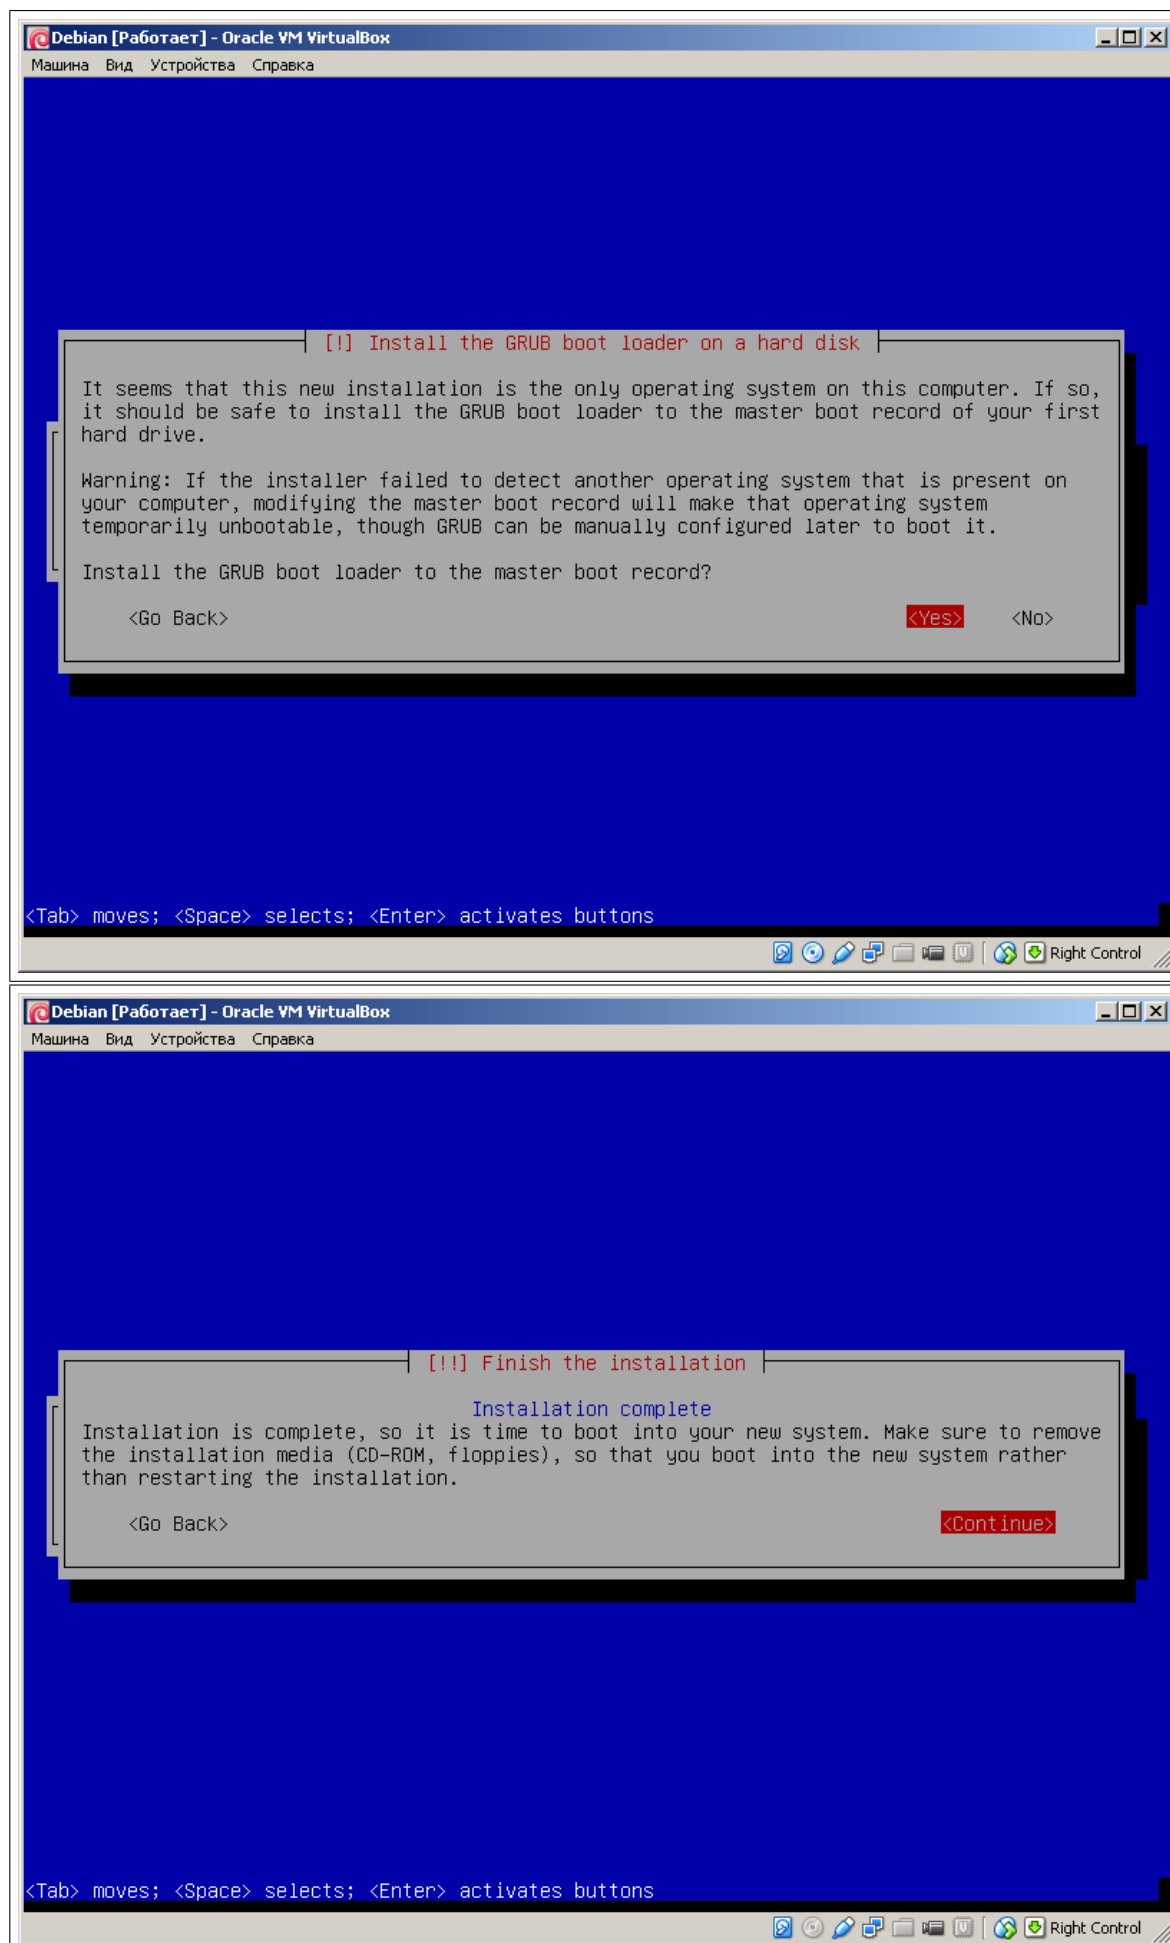 Debian [Работает] - Oracle VM VirtualBox
Машина Вид Устройства Справка
[!] Install the GRUB boot loader on a hard disk
It seems that this new installation is the only operating system on this computer. If so,
it should be safe to install the GRUB boot loader to the master boot record of your first
hard drive.
Warning: If the installer failed to detect another operating system that is present on
your computer, modifying the master boot record will make that operating system
temporarily unbootable, though GRUB can be manually configured later to boot it.
Install the GRUB boot loader to the master boot record?
<Go Back> <Yes> <No>
<Tab> moves; <Space> selects; <Enter> activates buttons
Right Control
Debian [Работает] - Oracle VM VirtualBox
Машина Вид Устройства Справка
[!!] Finish the installation
Installation complete
Installation is complete, so it is time to boot into your new system. Make sure to remove
the installation media (CD-ROM, floppies), so that you boot into the new system rather
than restarting the installation.
<Go Back> <Continue>
<Tab> moves; <Space> selects; <Enter> activates buttons
Right Control